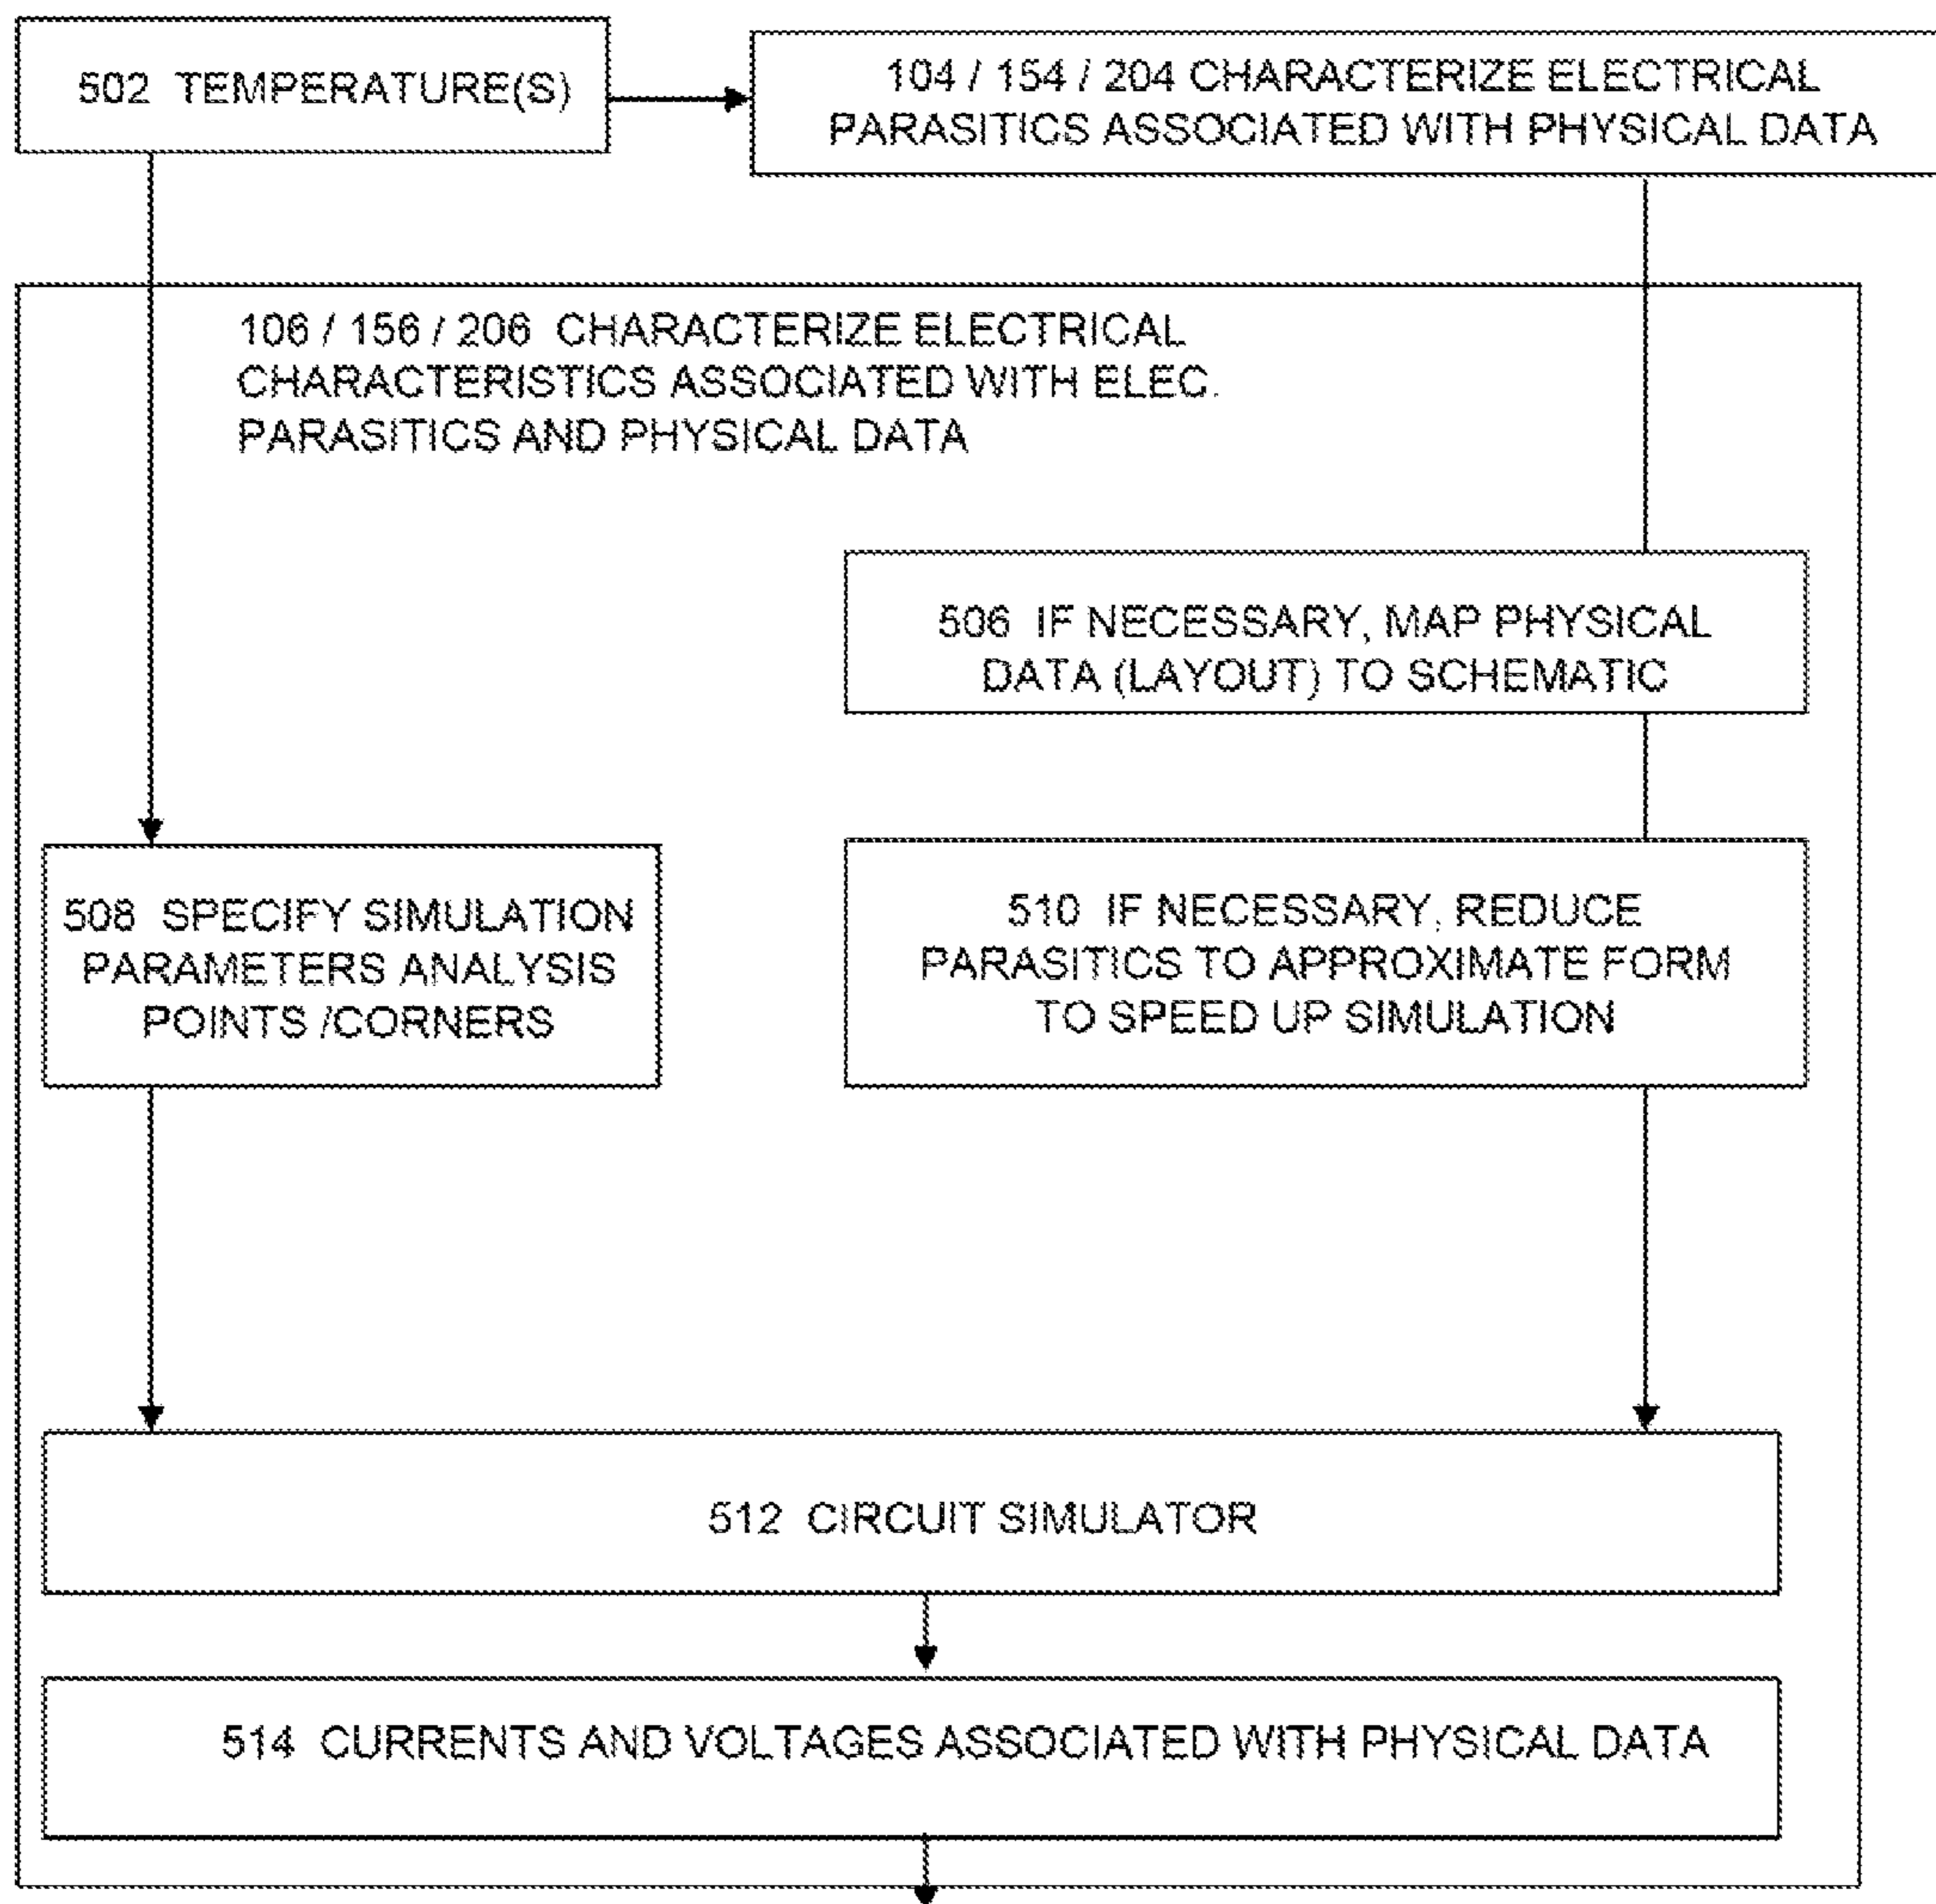 502 TEMPERATURE(S)
104 / 154 / 204 CHARACTERIZE ELECTRICAL
PARASITICS ASSOCIATED WITH PHYSICAL DATA
106 / 156 / 206 CHARACTERIZE ELECTRICAL
CHARACTERISTICS ASSOCIATED WITH ELEC.
PARASITICS AND PHYSICAL DATA
506 IF NECESSARY, MAP PHYSICAL
DATA (LAYOUT) TO SCHEMATIC
508 SPECIFY SIMULATION
PARAMETERS ANALYSIS
POINTS /CORNERS
510 IF NECESSARY, REDUCE
PARASITICS TO APPROXIMATE FORM
TO SPEED UP SIMULATION
512 CIRCUIT SIMULATOR
514 CURRENTS AND VOLTAGES ASSOCIATED WITH PHYSICAL DATA